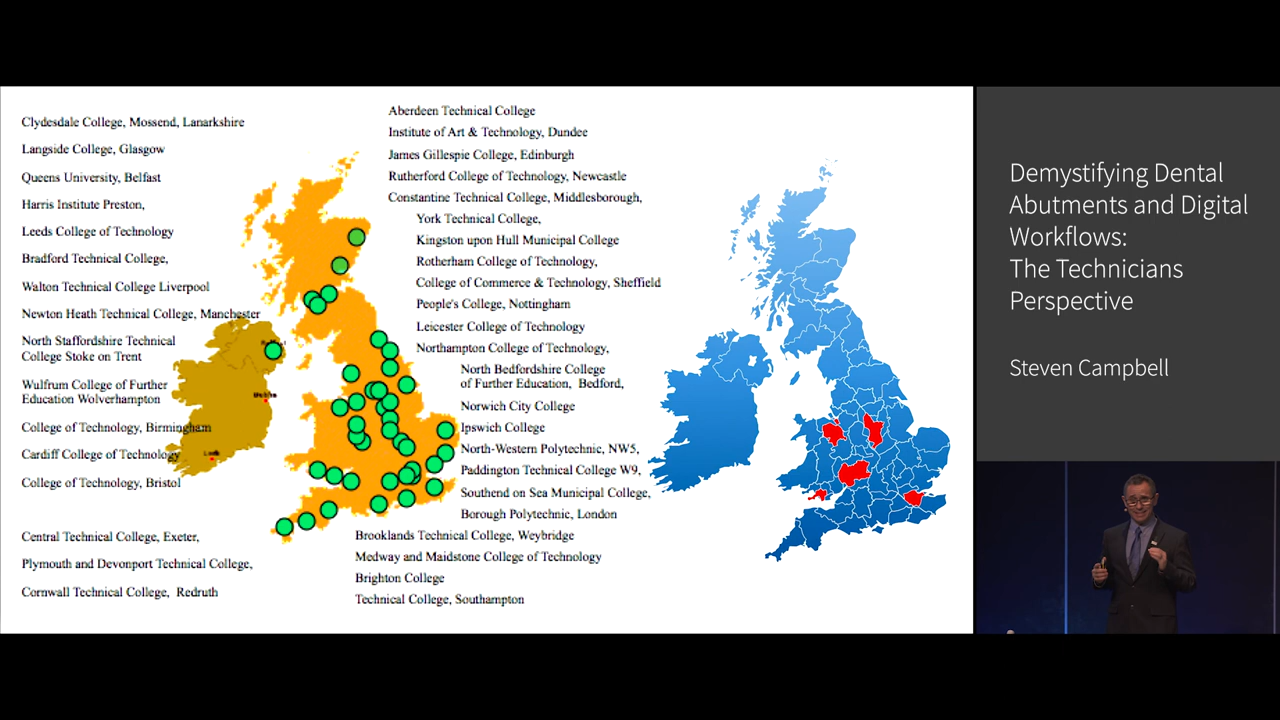 Clydesdale College, Mossend, Lanarkshire
Langside College, Glasgow
Queens University, Belfast
Harris Institute Preston,
Leeds College of Technology
Bradford Technical College,
Walton Technical College Liverpool
Newton Heath Technical College, Manchester
North Staffordshire Technical
College Stoke on Trent
Wulfrum College of Further
Education Wolverhampton
College of Technology, Birmingham
Cardiff College of Technology
College of Technology, Bristol
Central Technical College, Exeter,
Plymouth and Devonport Technical College,
Cornwall Technical College, Redruth
Aberdeen Technical College
Institute of Art & Technology, Dundee
James Gillespie College, Edinburgh
Rutherford College of Technology, Newcastle
Constantine Technical College, Middlesborough,
York Technical College,
Kingston upon Hull Municipal College
Rotherham College of Technology,
College of Commerce & Technology, Sheffield
People's College, Nottingham
Leicester College of Technology
Northampton College of Technology,
North Bedfordshire College
of Further Education, Bedford,
Norwich City College
Ipswich College
North-Western Polytechnic, NW5,
Paddington Technical College W9,
Southend on Sea Municipal College,
Borough Polytechnic, London
Brooklands Technical College, Weybridge
Medway and Maidstone College of Technology
Brighton College
Technical College, Southampton
Demystifying Dental
Abutments and Digital
Workflows:
The Technicians
Perspective
Steven Campbell